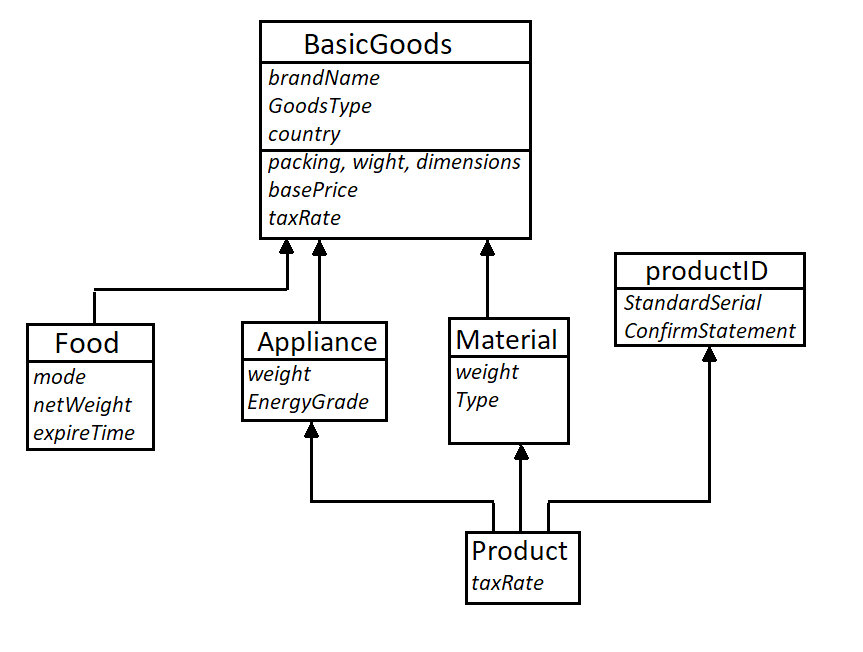 BasicGoods
brandName
GoodsType
country
packing, wight, dimensions
basePrice
taxRate
productID
StandardSerial
ConfirmStatement
Food
mode
netWeight
expireTime
Appliance
weight
EnergyGrade
Material
weight
Type
Product
taxRate